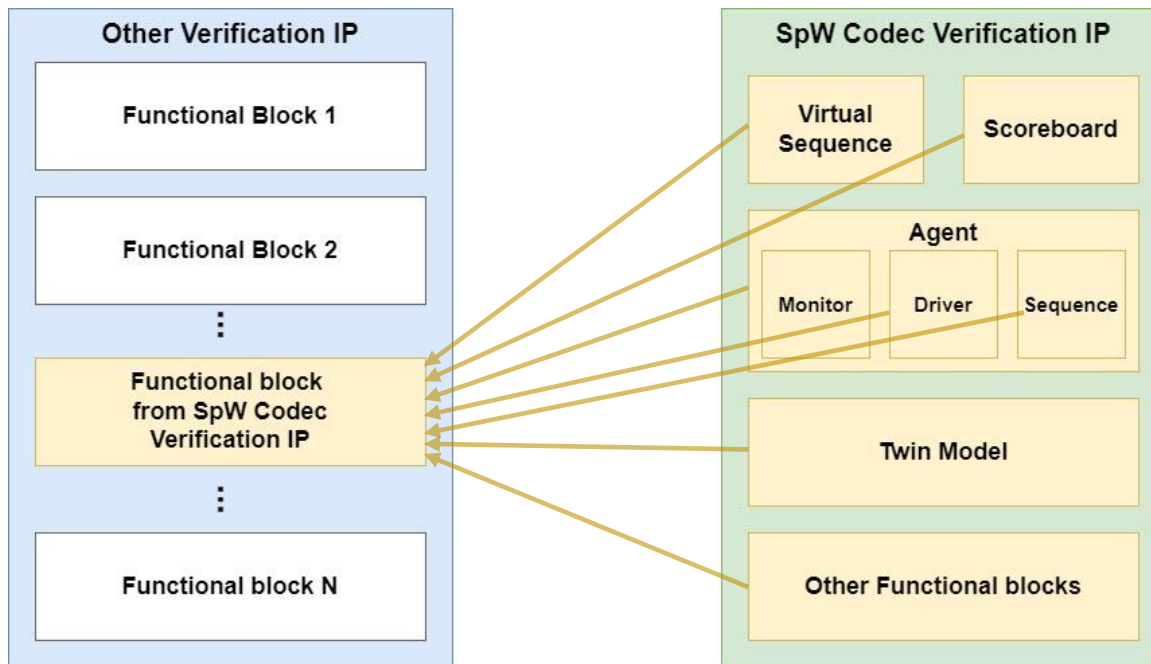 Other Verification IP
Functional Block 1
Functional Block 2
Functional block
from SpW Codec
Verification IP
Functional block N
SpW Codec Verification IP
Virtual
Sequence
Scoreboard
Agent
Monitor
Driver
Sequence
Twin Model
Other Functional blocks